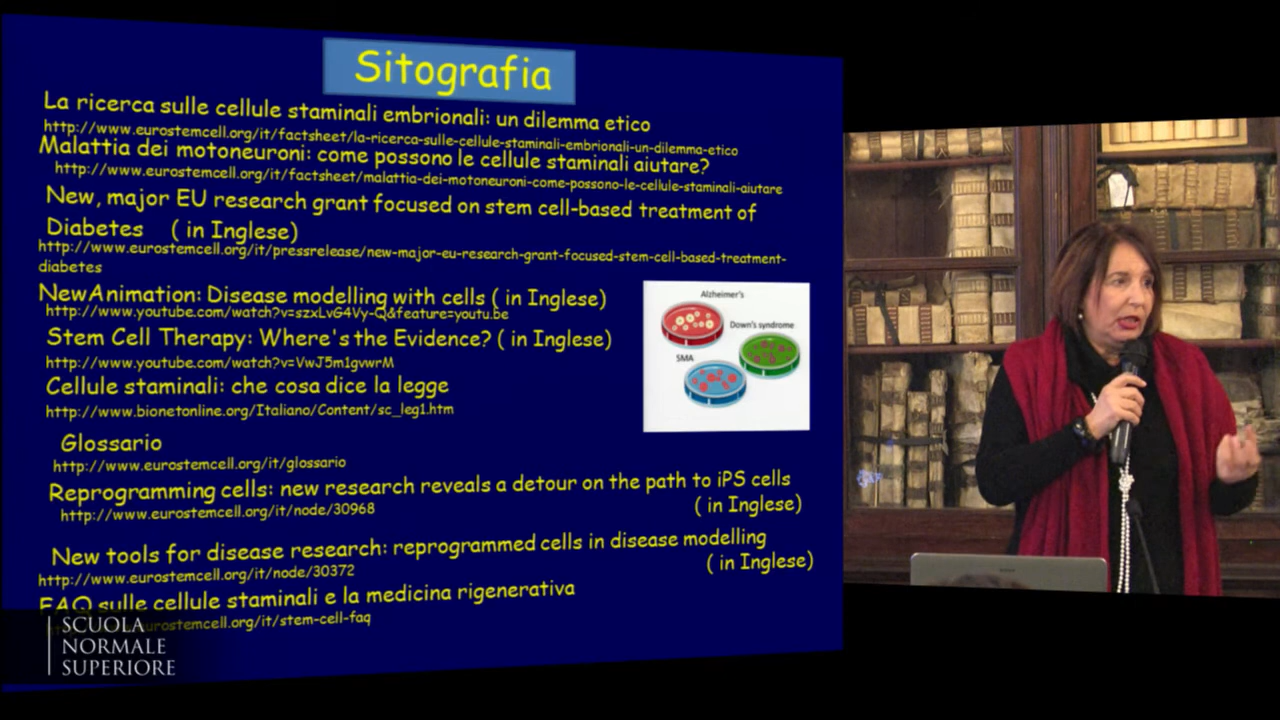 Sitografia
La ricerca sulle cellule staminali embrionali: un dilemma etico
http://www.eurostemcell.org/it/factsheet/la-ricerca-sulle-cellule-staminali-embrionali-un-dilemma-etico
Malattia dei motoneuroni: come possono le cellule staminali aiutare?
http://www.eurostemcell.org/it/factsheet/malattia-dei-motoneuroni-come-possono-le-cellule-staminali-aiutare
New, major EU research grant focused on stem cell-based treatment of
Diabetes ( in Inglese)
http://www.eurostemcell.org/it/pressrelease/new-major-eu-research-grant-focused-stem-cell-based-treatment-
diabetes
NewAnimation: Disease modelling with cells ( in Inglese)
http://www.youtube.com/watch?v=szxLvG4Vy-Q&feature=youtu.be
Stem Cell Therapy: Where's the Evidence? ( in Inglese)
http://www.youtube.com/watch?v=VwJ5m1gvwrM
Cellule staminali: che cosa dice la legge
http://www.bionetonline.org/Italiano/Content/sc_leg1.htm
Alzheimer's
Down's syndrome
SMA
Glossario
http://www.eurostemcell.org/it/glossario
Reprogramming cells: new research reveals a detour on the path to iPS cells
( in Inglese)
http://www.eurostemcell.org/it/node/30968
New tools for disease research: reprogrammed cells in disease modelling
( in Inglese)
http://www.eurostemcell.org/it/node/30372
FAQ sulle cellule staminali e la medicina rigenerativa
eurostemcell.org/it/stem-cell-faq
SCUOLA
NORMALE
SUPERIORE